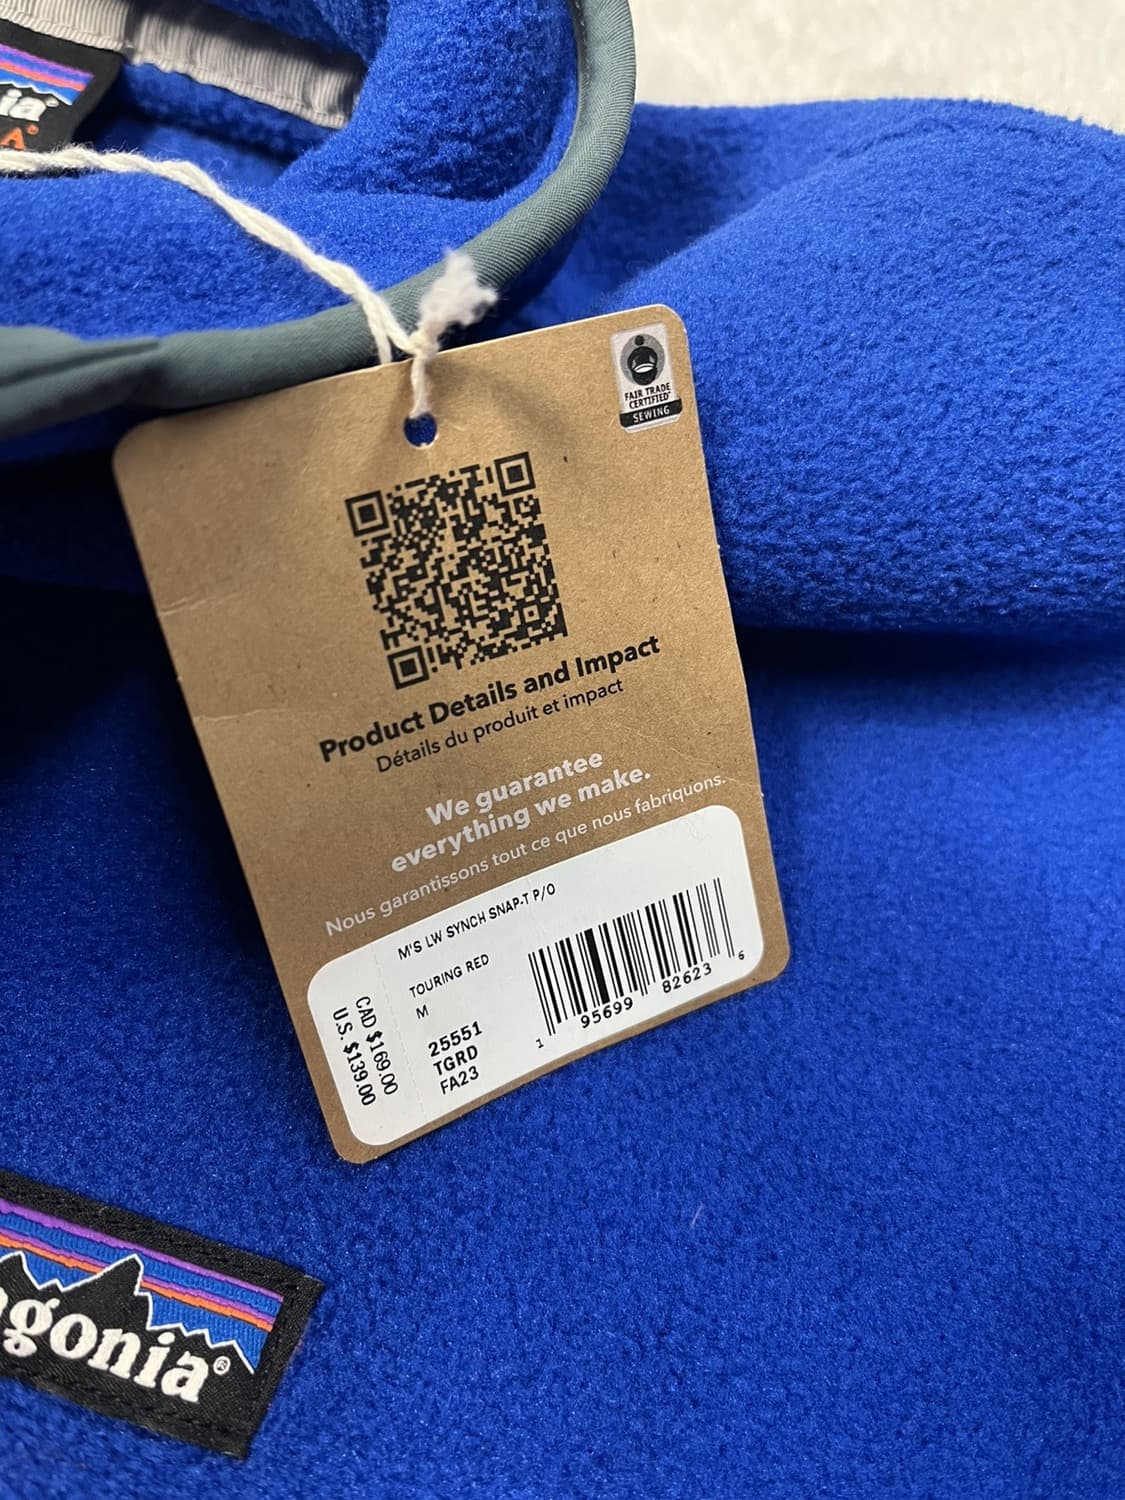 ia®
A®
FAIR TRADE
CERTIFIED™
SEWING
Product Details and Impact
Détails du produit et impact
We guarantee
everything we make.
Nous garantissons tout ce que nous fabriquons.
M'S LW SYNCH SNAP-T P/O
TOURING RED
M
25551
TGRD
FA23
CAD $169.00
U.S. $139.00
1 95699 82623 6
agonia®